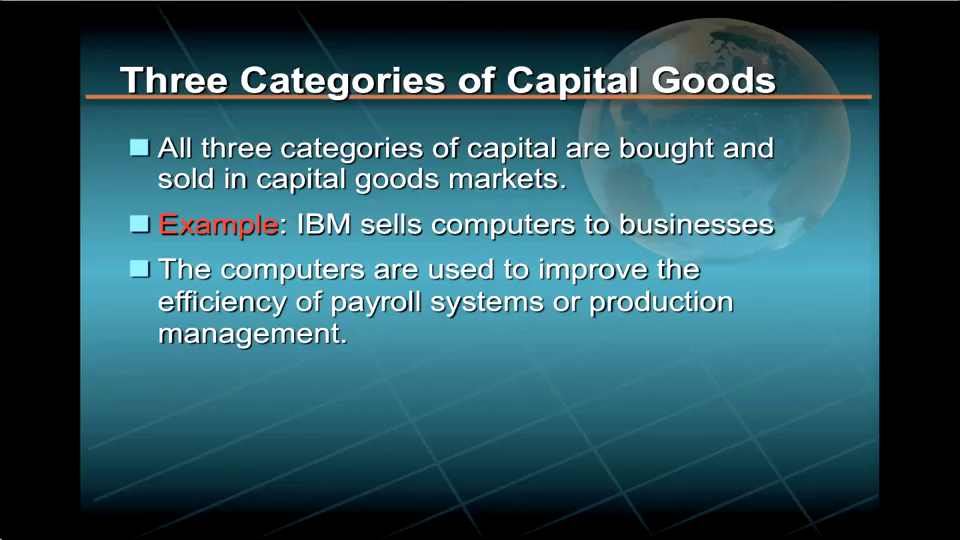 Three Categories of Capital Goods
All three categories of capital are bought and
sold in capital goods markets.
Example: IBM sells computers to businesses
The computers are used to improve the
efficiency of payroll systems or production
management.